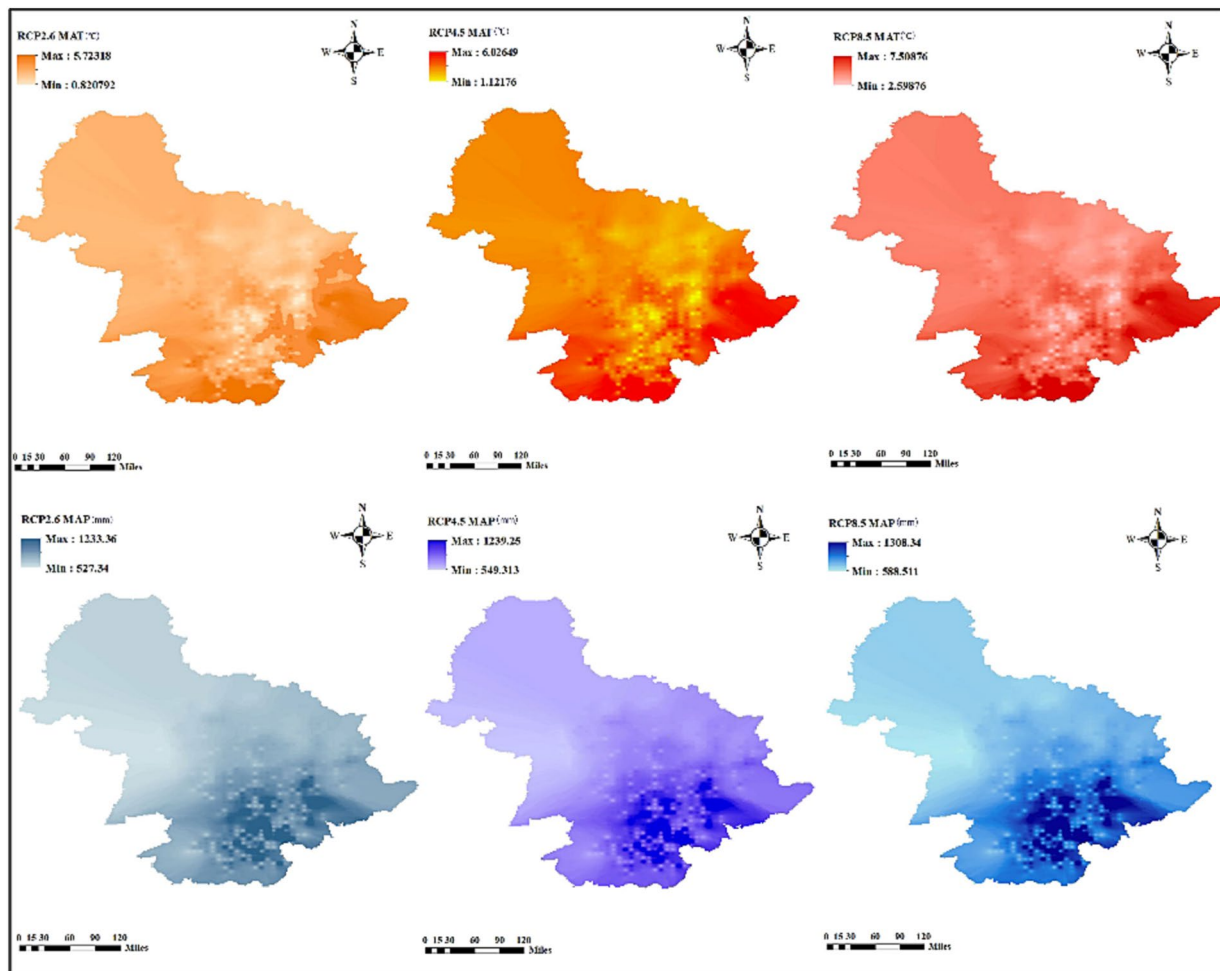 RCP2.6 MAT(℃)
Max : 5.72318
Min : 0.820792
N
W E
S
0 15 30 60 90 120
Miles
RCP4.5 MAT(℃)
Max : 6.02649
Min : 1.12176
N
W E
S
0 15 30 60 90 120
Miles
RCP8.5 MAT(℃)
Max : 7.50876
Min : 2.59876
N
W E
S
0 15 30 60 90 120
Miles
RCP2.6 MAP(mm)
Max : 1233.36
Min : 527.34
N
W E
S
0 15 30 60 90 120
Miles
RCP4.5 MAP(mm)
Max : 1239.25
Min : 549.313
N
W E
S
0 15 30 60 90 120
Miles
RCP8.5 MAP(mm)
Max : 1308.34
Min : 588.511
N
W E
S
0 15 30 60 90 120
Miles